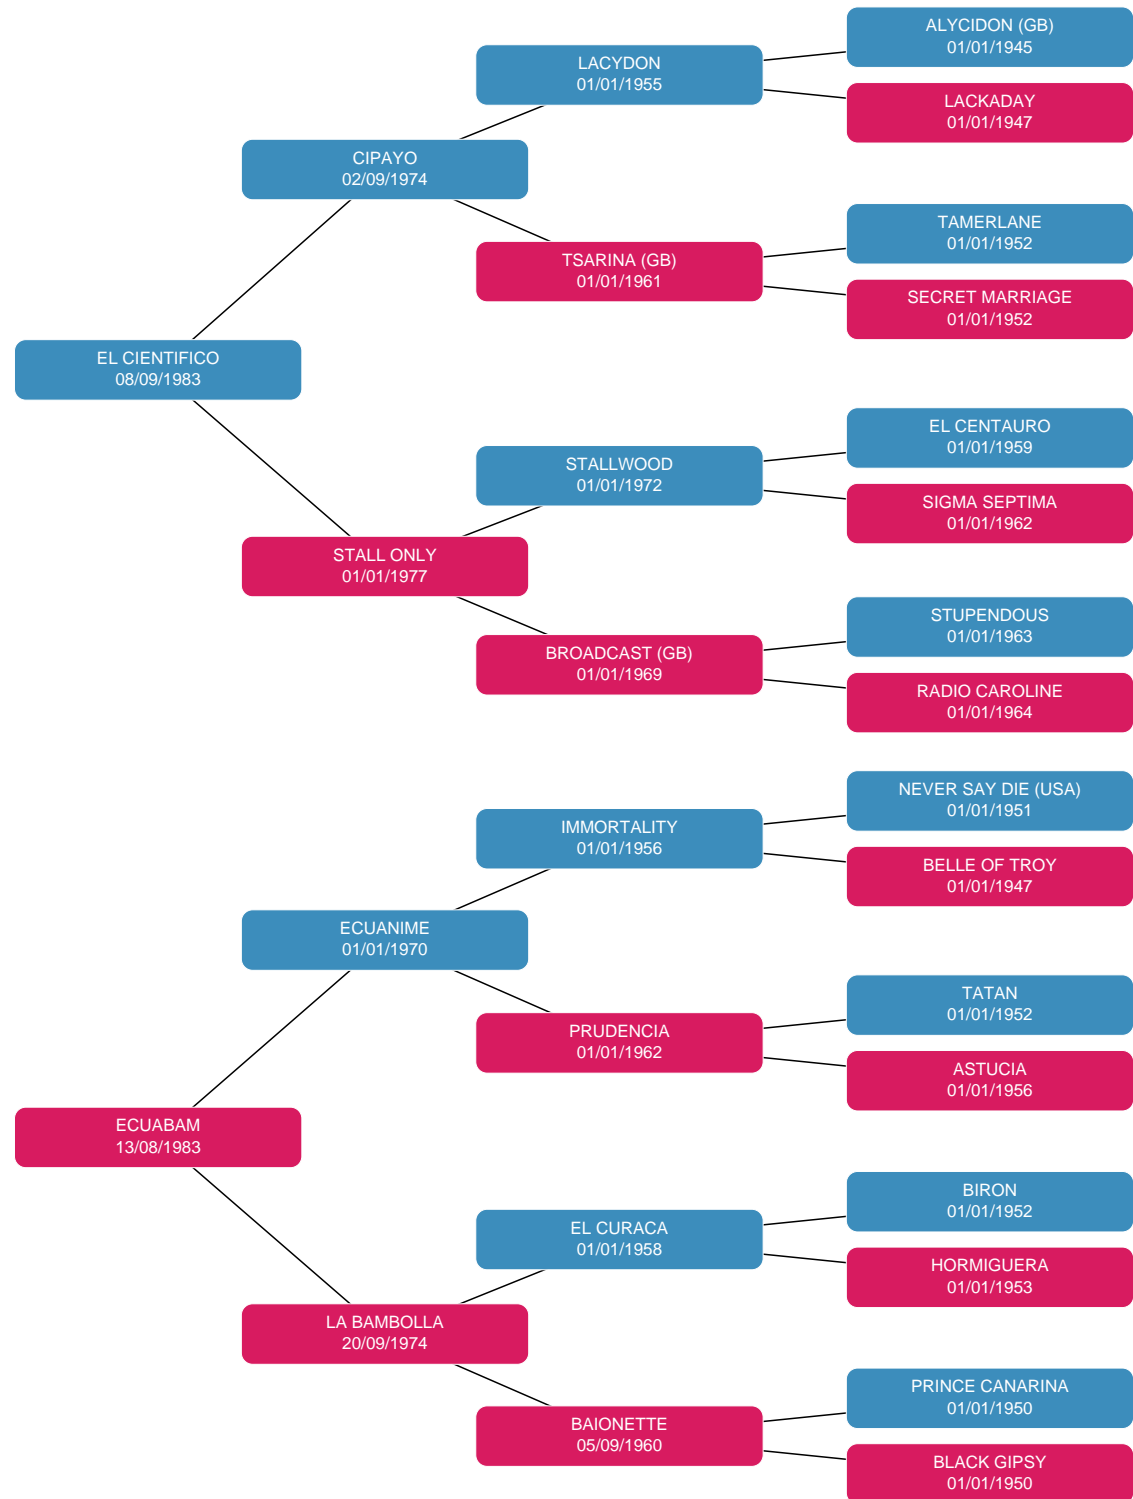 ALYCIDON (GB)
01/01/1945
LACYDON
01/01/1955
LACKADAY
01/01/1947
CIPAYO
02/09/1974
TAMERLANE
01/01/1952
TSARINA (GB)
01/01/1961
SECRET MARRIAGE
01/01/1952
EL CIENTIFICO
08/09/1983
EL CENTAURO
01/01/1959
STALLWOOD
01/01/1972
SIGMA SEPTIMA
01/01/1962
STALL ONLY
01/01/1977
STUPENDOUS
01/01/1963
BROADCAST (GB)
01/01/1969
RADIO CAROLINE
01/01/1964
NEVER SAY DIE (USA)
01/01/1951
IMMORTALITY
01/01/1956
BELLE OF TROY
01/01/1947
ECUANIME
01/01/1970
TATAN
01/01/1952
PRUDENCIA
01/01/1962
ASTUCIA
01/01/1956
ECUABAM
13/08/1983
BIRON
01/01/1952
EL CURACA
01/01/1958
HORMIGUERA
01/01/1953
LA BAMBOLLA
20/09/1974
PRINCE CANARINA
01/01/1950
BAIONETTE
05/09/1960
BLACK GIPSY
01/01/1950